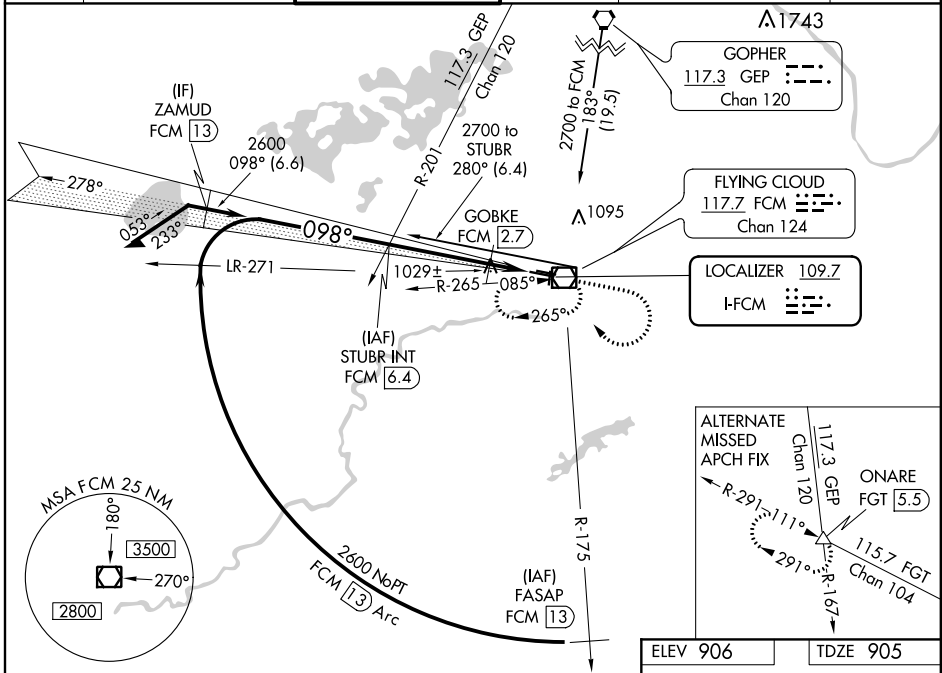 117.3 GEP
Chan 120
2700 to FCM
183°
(19.5)
1743
GOPHER
117.3 GEP
Chan 120
(IF)
ZAMUD
FCM 13
2600
098° (6.6)
R-201
2700 to
STUBR
280° (6.4)
278°
053°
233°
098°
GOBKE
FCM 2.7
1095
FLYING CLOUD
117.7 FCM
Chan 124
LR-271
1029±
R-265
085°
265°
LOCALIZER 109.7
I-FCM
(IAF)
STUBR INT
FCM 6.4
ALTERNATE
MISSED
APCH FIX
117.3 GEP
Chan 120
ONARE
FGT 5.5
R-291
111°
291°
115.7 FGT
Chan 104
R-167
MSA FCM 25 NM
180°
3500
270°
2800
2600 NoPT
FCM 13 Arc
R-175
(IAF)
FASAP
FCM 13
ELEV 906
TDZE 905